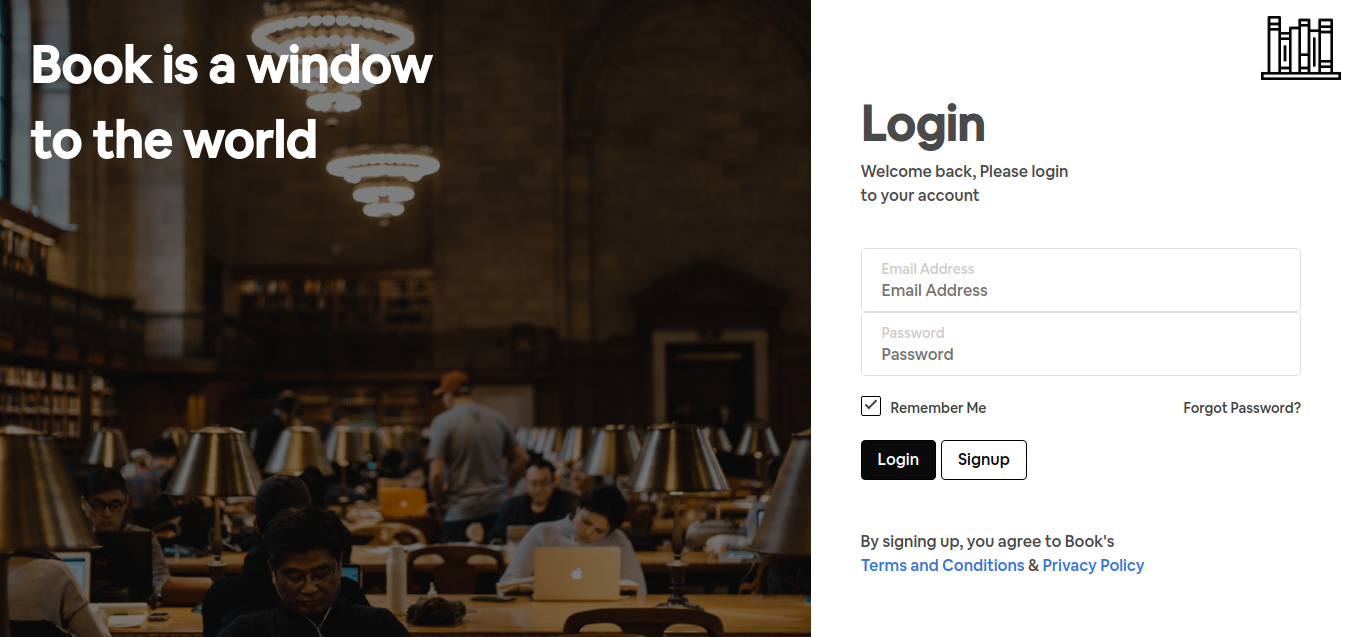 Book is a window
to the world
Login
Welcome back, Please login
to your account
Email Address
Email Address
Password
Password
Remember Me
Forgot Password?
Login
Signup
By signing up, you agree to Book's
Terms and Conditions & Privacy Policy